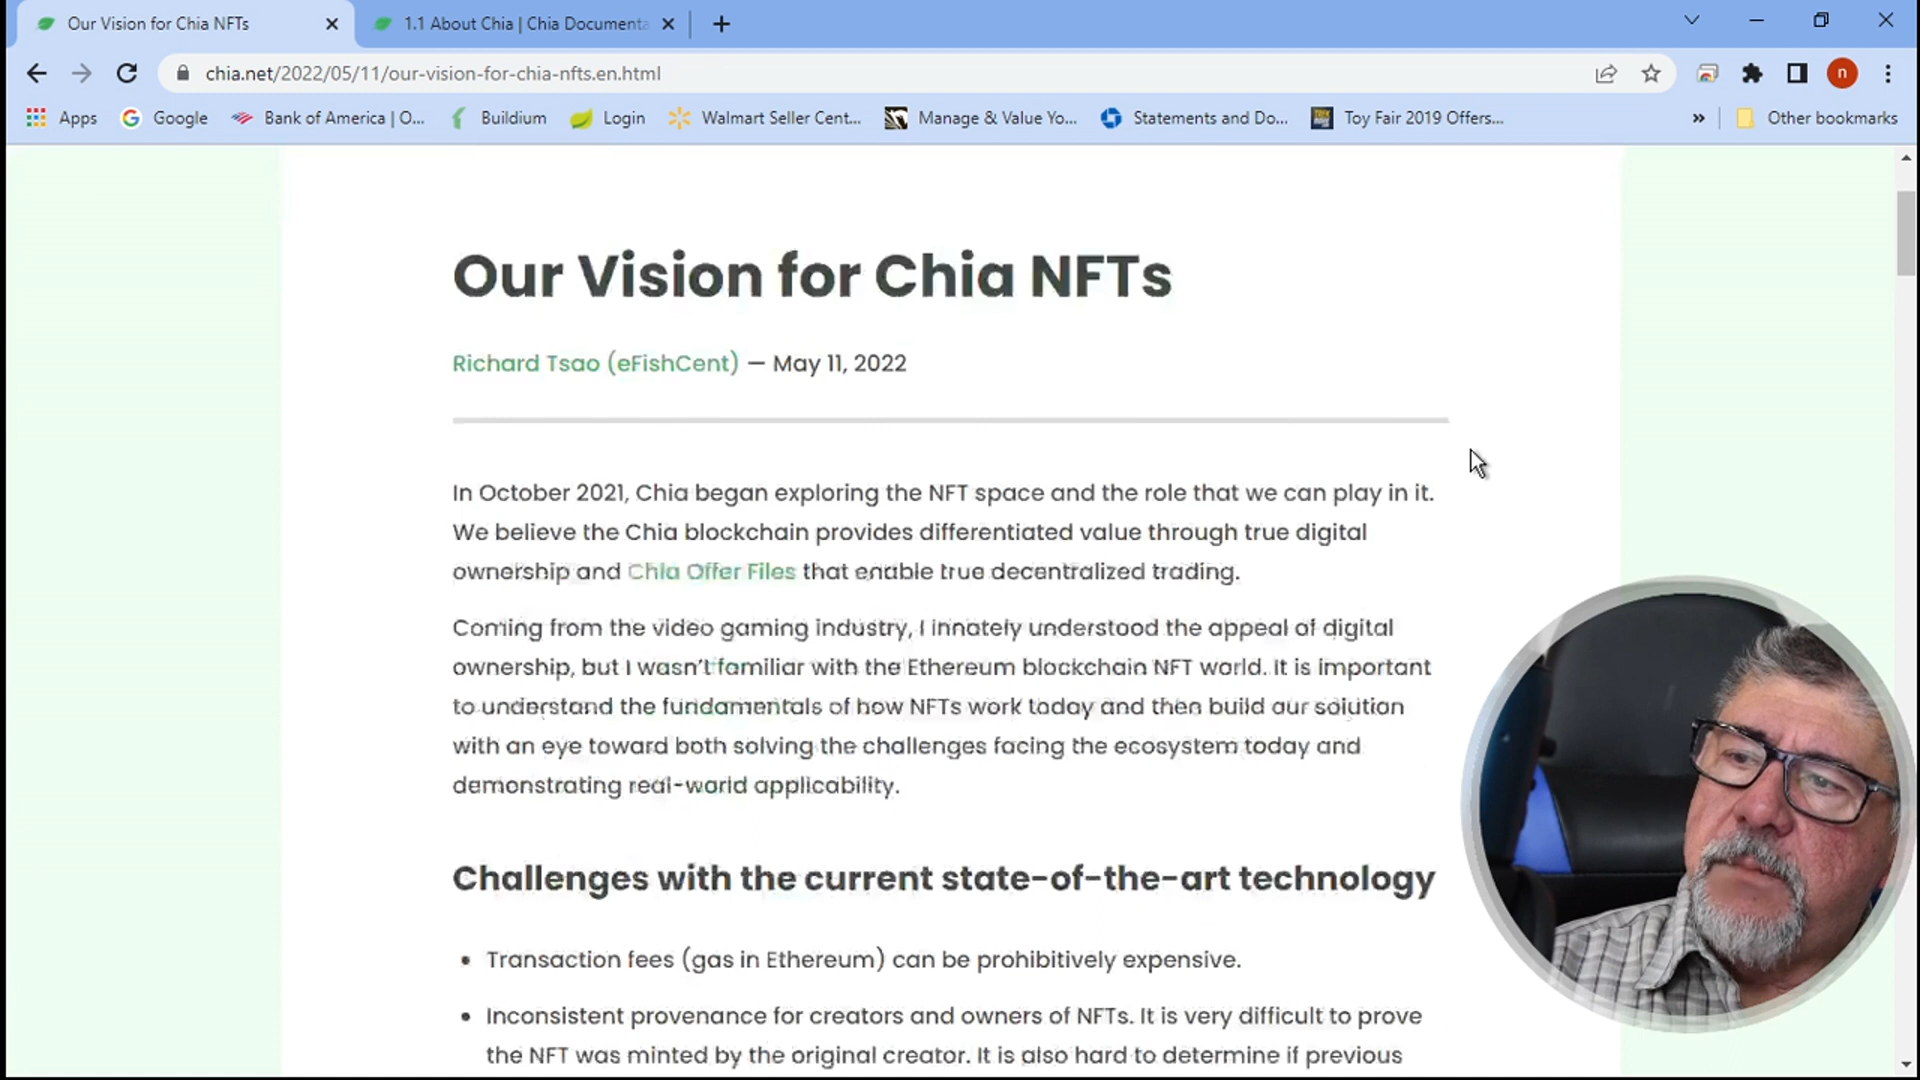 Our Vision for Chia NFTs
1.1 About Chia | Chia Documenta
chia.net/2022/05/11/our-vision-for-chia-nfts.en.html
n
Apps
Google
Bank of America | O...
Buildium
Login
Walmart Seller Cent...
Manage & Value Yo...
Statements and Do...
Toy Fair 2019 Offers...
»
Other bookmarks
Our Vision for Chia NFTs
Richard Tsao (eFishCent) — May 11, 2022
In October 2021, Chia began exploring the NFT space and the role that we can play in it.
We believe the Chia blockchain provides differentiated value through true digital
ownership and Chia Offer Files that enable true decentralized trading.
Coming from the video gaming industry, I innately understood the appeal of digital
ownership, but I wasn't familiar with the Ethereum blockchain NFT world. It is important
to understand the fundamentals of how NFTs work today and then build our solution
with an eye toward both solving the challenges facing the ecosystem today and
demonstrating real-world applicability.
Challenges with the current state-of-the-art technology
• Transaction fees (gas in Ethereum) can be prohibitively expensive.
• Inconsistent provenance for creators and owners of NFTs. It is very difficult to prove
the NFT was minted by the original creator. It is also hard to determine if previous